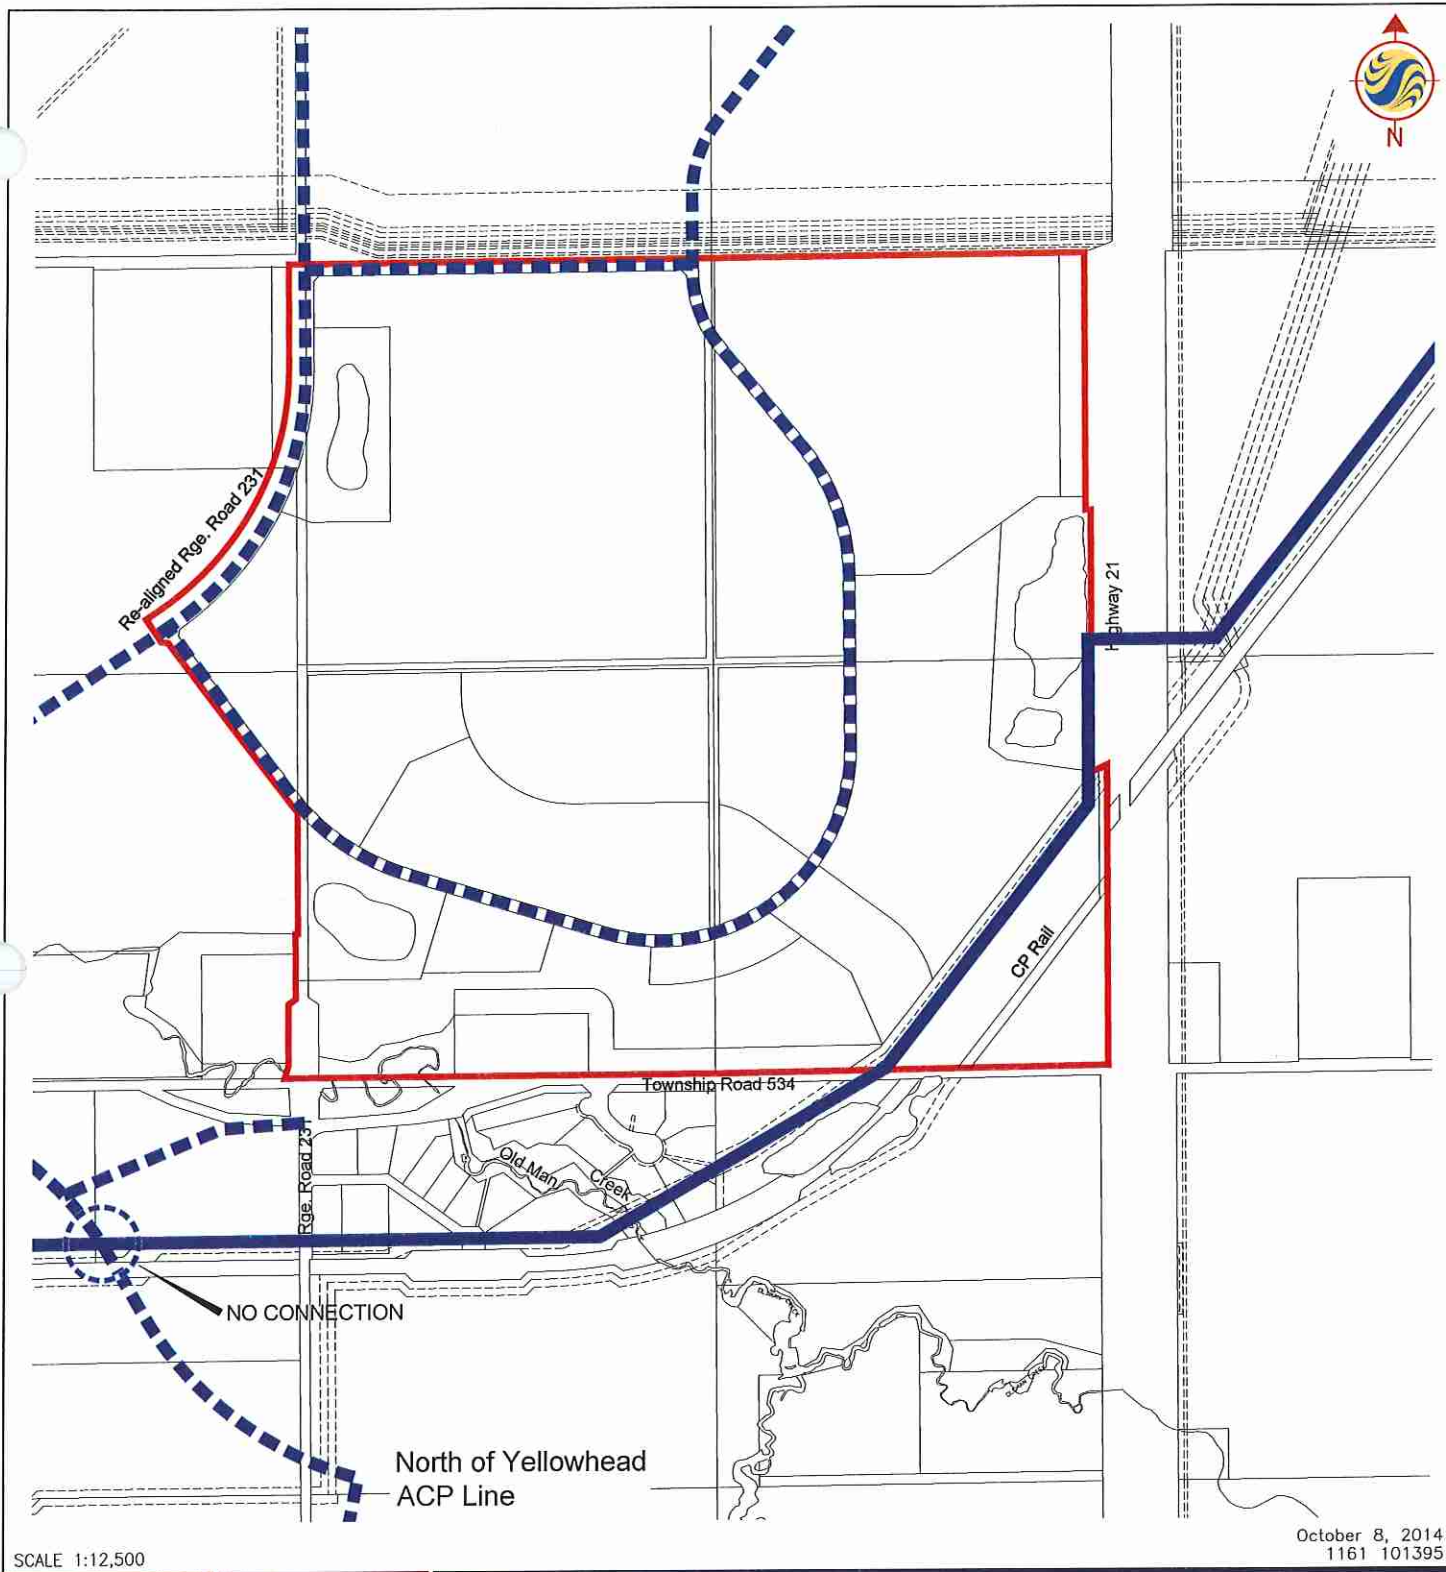 N
Re-aligned Rge. Road 231
Highway 21
CP Rail
Township Road 534
Rge. Road 231
Old Man
Creek
NO CONNECTION
North of Yellowhead
ACP Line
SCALE 1:12,500
October 8, 2014
1161 101395